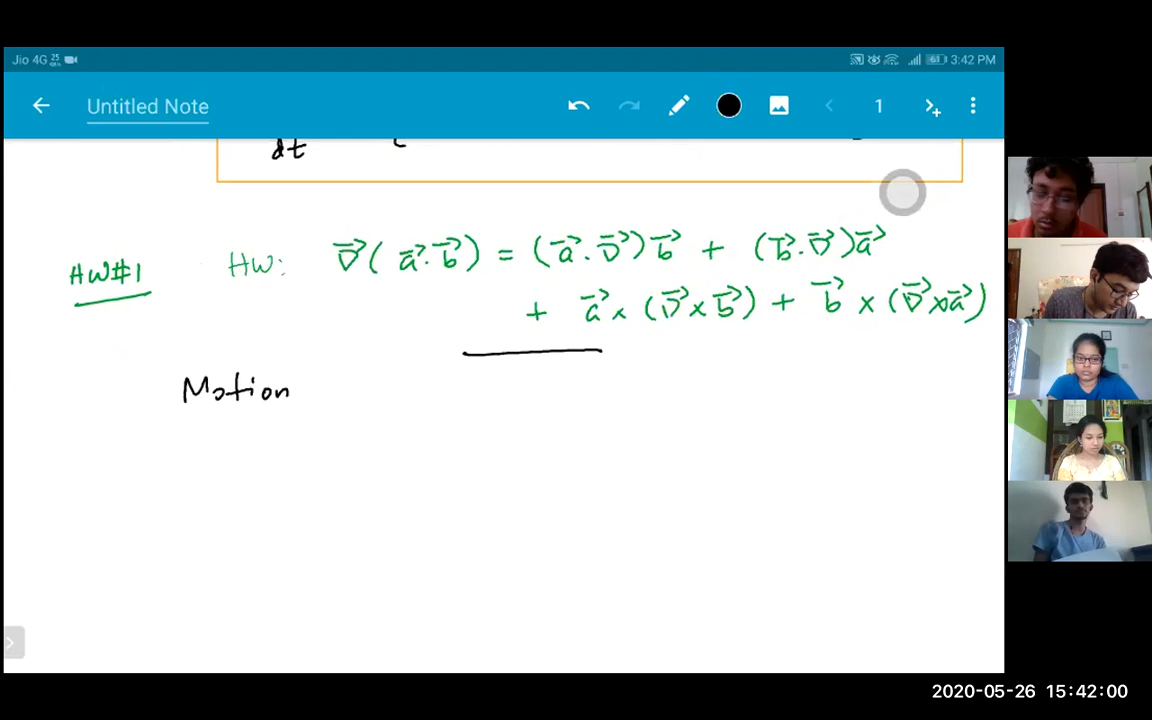 Jio 4G 3:42 PM
Untitled Note 1
dt
HW#1 HW: ∇⃗(a⃗.b⃗) = (a⃗.∇⃗)b⃗ + (b⃗.∇⃗)a⃗
+ a⃗×(∇⃗×b⃗) + b⃗×(∇⃗×a⃗)
Motion
2020-05-26 15:42:00